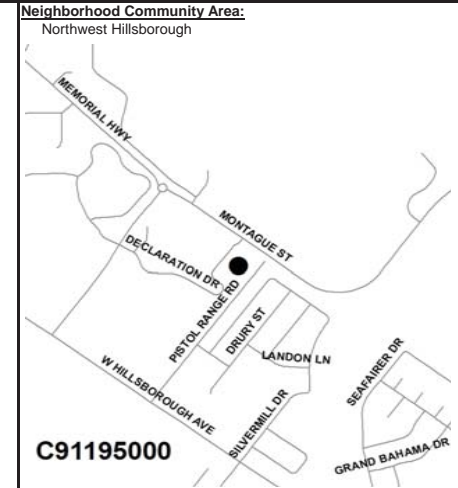 Neighborhood Community Area:
Northwest Hillsborough
MEMORIAL HWY
MONTAGUE ST
DECLARATION DR
PISTOL RANGE RD
DRURY ST
LANDON LN
SEAFAIRER DR
W HILLSBOROUGH AVE
SILVERMILL DR
GRAND BAHAMA DR
C91195000